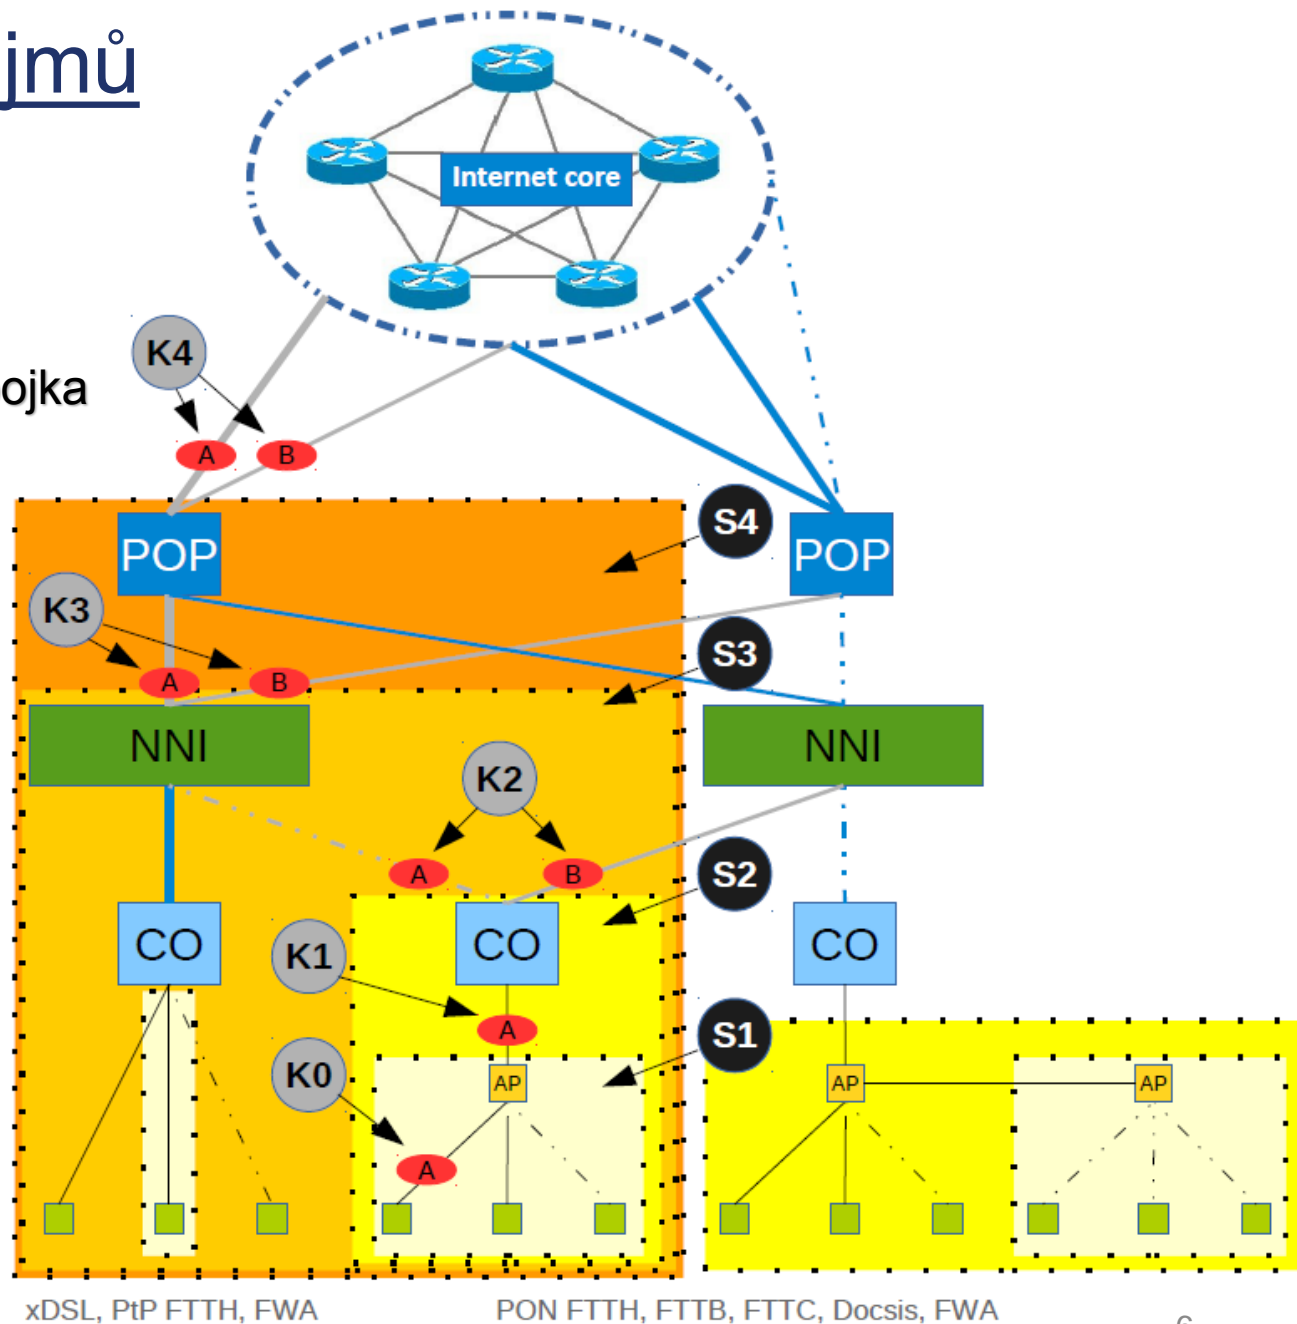 jmů
Internet core
K4
ojka
A
B
S4
POP
POP
K3
S3
A
B
NNI
NNI
K2
A
B
S2
CO
CO
CO
K1
A
S1
K0
AP
AP
AP
A
xDSL, PtP FTTH, FWA
PON FTTH, FTTB, FTTC, Docsis, FWA